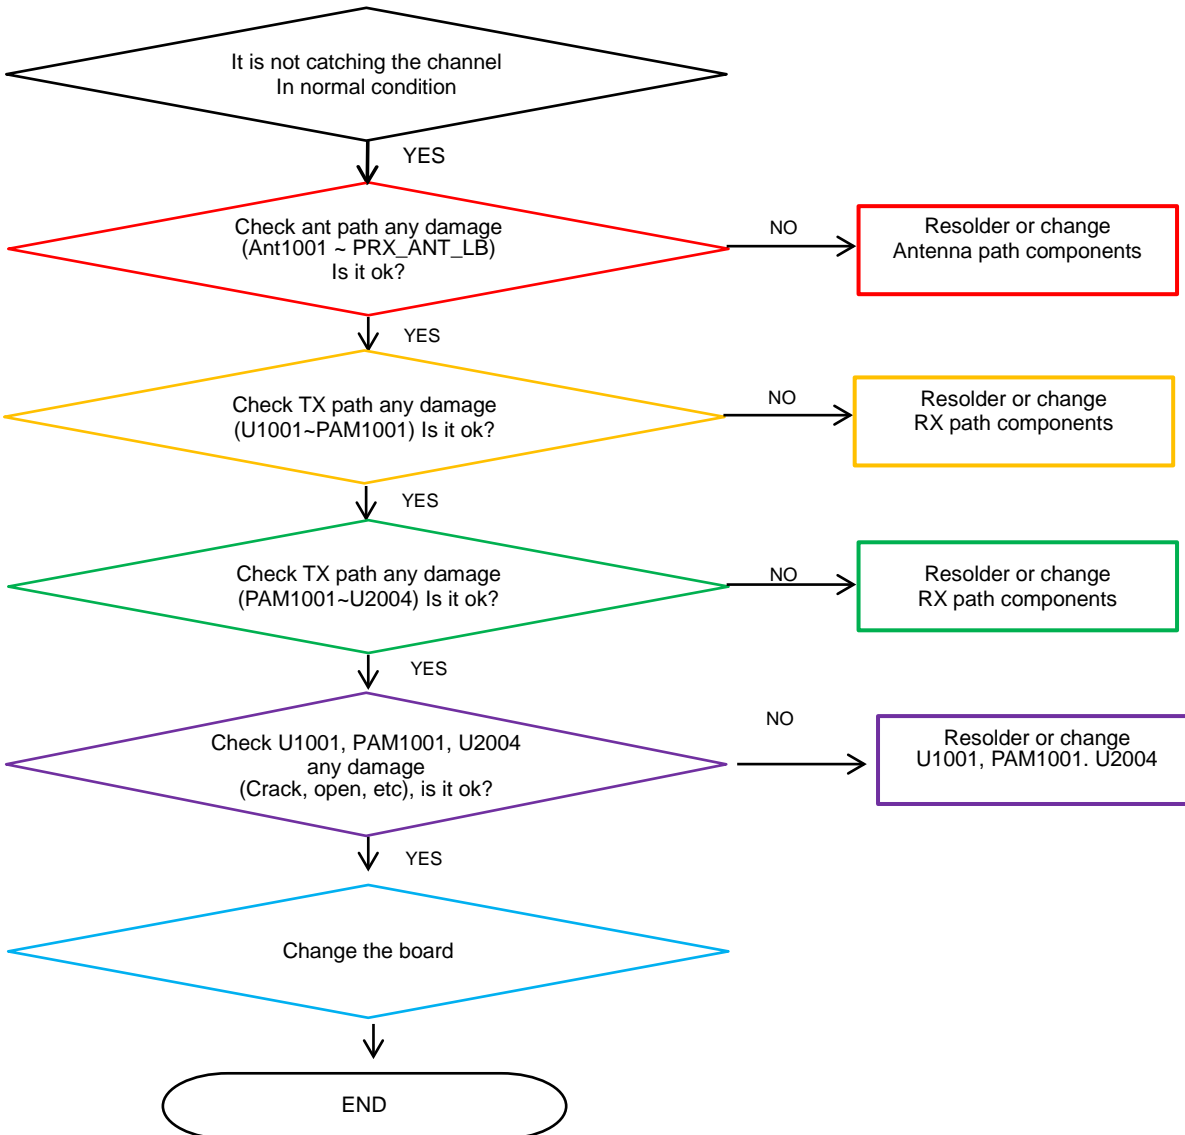 It is not catching the channel
In normal condition
YES
Check ant path any damage
(Ant1001 ~ PRX_ANT_LB)
Is it ok?
NO
Resolder or change
Antenna path components
YES
Check TX path any damage
(U1001~PAM1001) Is it ok?
NO
Resolder or change
RX path components
YES
Check TX path any damage
(PAM1001~U2004) Is it ok?
NO
Resolder or change
RX path components
YES
Check U1001, PAM1001, U2004
any damage
(Crack, open, etc), is it ok?
NO
Resolder or change
U1001, PAM1001. U2004
YES
Change the board
END